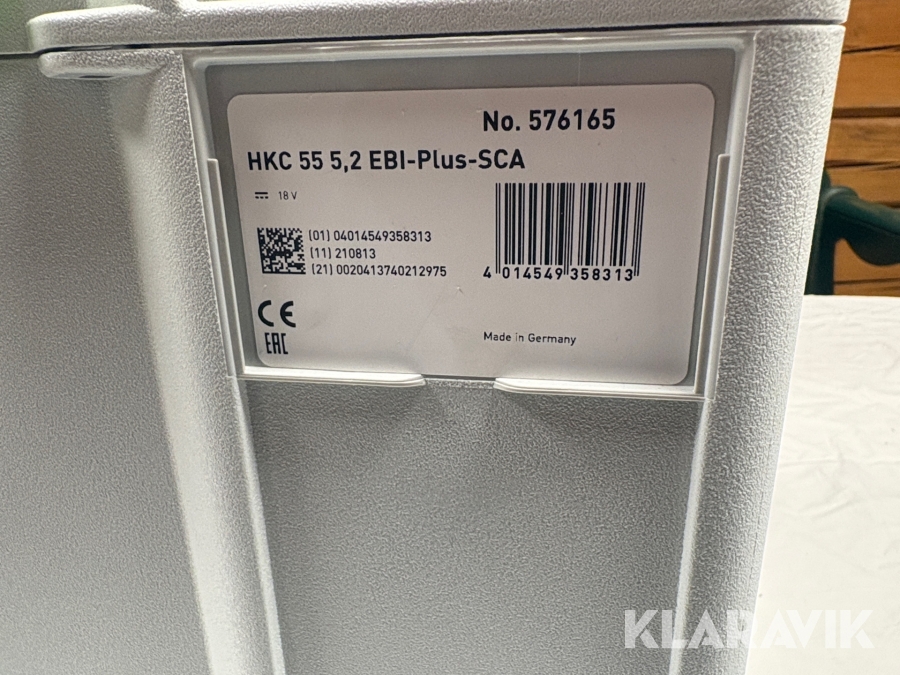 No. 576165
HKC 55 5,2 EBI-Plus-SCA
18 V
(01) 04014549358313
(11) 210813
(21) 0020413740212975
4 014549 358313
CE
EAC
Made in Germany
KLARAVIK